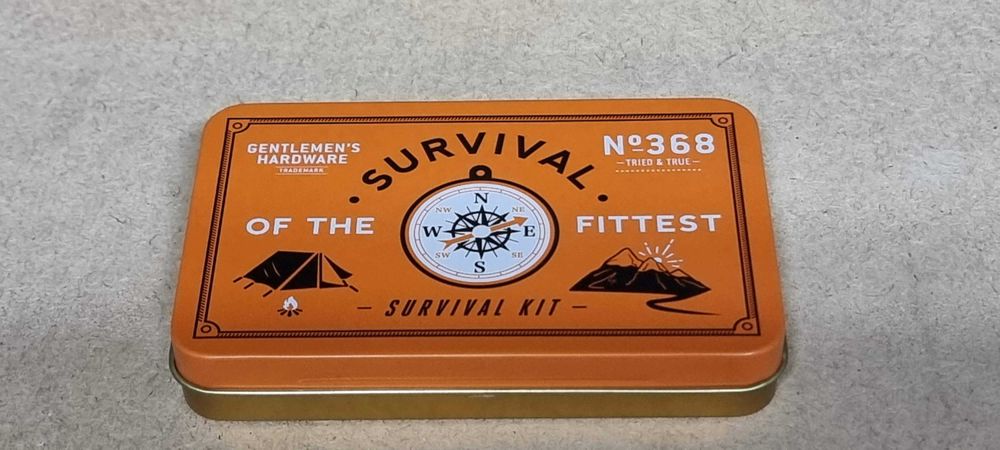 GENTLEMEN'S
HARDWARE
TRADEMARK
SURVIVAL
Nº368
TRIED & TRUE
OF THE
FITTEST
N
NW
NE
W
E
SW
SE
S
SURVIVAL KIT